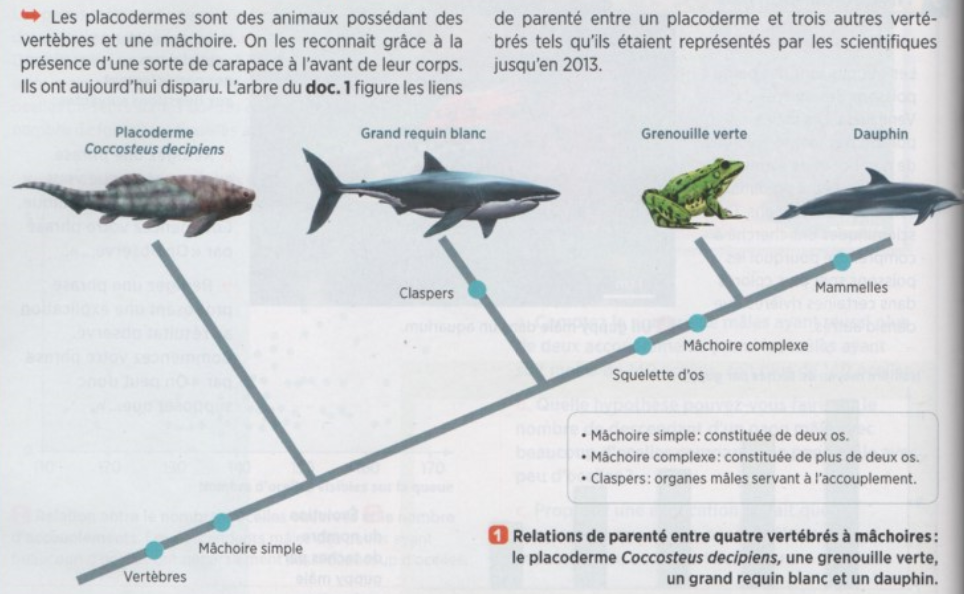 ➡ Les placodermes sont des animaux possédant des
vertèbres et une mâchoire. On les reconnait grâce à la
présence d'une sorte de carapace à l'avant de leur corps.
Ils ont aujourd'hui disparu. L'arbre du doc. 1 figure les liens
de parenté entre un placoderme et trois autres verté-
brés tels qu'ils étaient représentés par les scientifiques
jusqu'en 2013.
Placoderme
Coccosteus decipiens
Grand requin blanc
Grenouille verte
Dauphin
Claspers
Mammelles
Mâchoire complexe
Squelette d'os
Mâchoire simple
Vertèbres
• Mâchoire simple : constituée de deux os.
• Mâchoire complexe : constituée de plus de deux os.
• Claspers : organes mâles servant à l'accouplement.
1 Relations de parenté entre quatre vertébrés à mâchoires :
le placoderme Coccosteus decipiens, une grenouille verte,
un grand requin blanc et un dauphin.